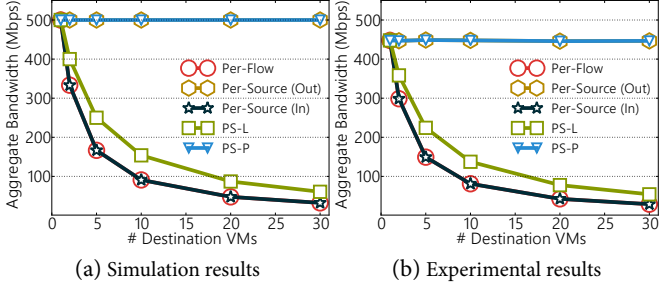 Aggregate Bandwidth (Mbps)
500
400
300
200
100
0
5
10
15
20
25
30
# Destination VMs
Per-Flow
Per-Source (Out)
Per-Source (In)
PS-L
PS-P
(a) Simulation results
Aggregate Bandwidth (Mbps)
500
400
300
200
100
0
5
10
15
20
25
30
# Destination VMs
Per-Flow
Per-Source (Out)
Per-Source (In)
PS-L
PS-P
(b) Experimental results